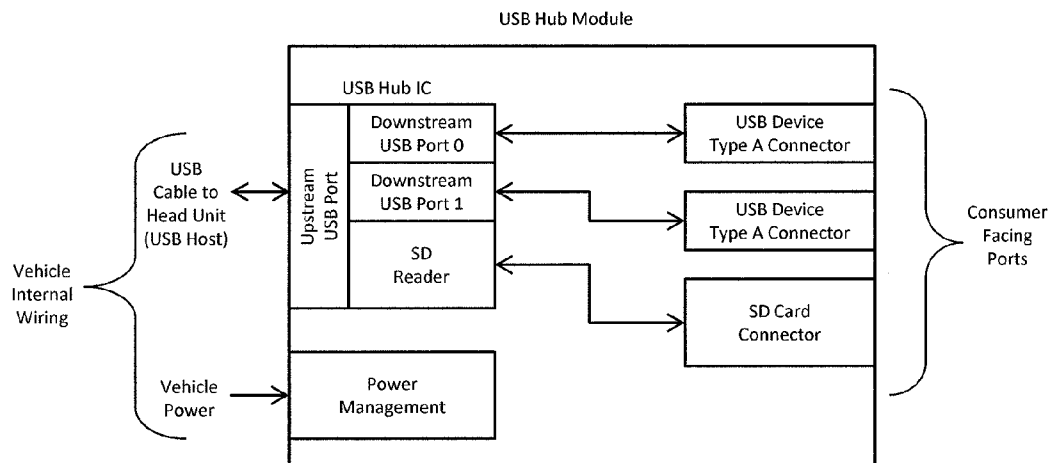 USB Hub Module
USB Hub IC
Upstream
USB Port
Downstream
USB Port 0
Downstream
USB Port 1
SD
Reader
Power
Management
USB Device
Type A Connector
USB Device
Type A Connector
SD Card
Connector
USB
Cable to
Head Unit
(USB Host)
Vehicle
Internal
Wiring
Vehicle
Power
Consumer
Facing
Ports